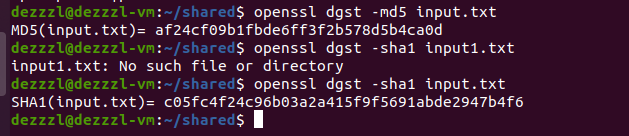 dezzzl@dezzzl-vm:~/shared$ openssl dgst -md5 input.txt
MD5(input.txt)= af24cf09b1fbde6ff3f2b578d5b4ca0d
dezzzl@dezzzl-vm:~/shared$ openssl dgst -sha1 input1.txt
input1.txt: No such file or directory
dezzzl@dezzzl-vm:~/shared$ openssl dgst -sha1 input.txt
SHA1(input.txt)= c05fc4f24c96b03a2a415f9f5691abde2947b4f6
dezzzl@dezzzl-vm:~/shared$